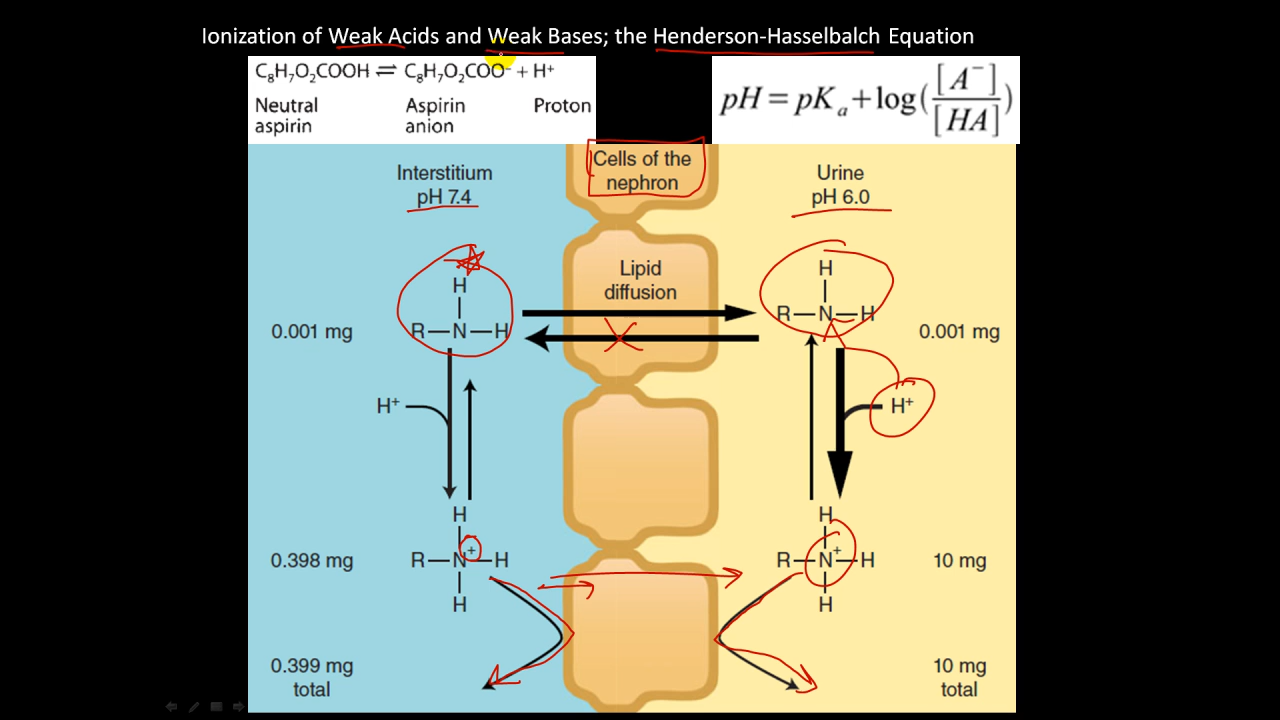 Ionization of Weak Acids and Weak Bases; the Henderson-Hasselbalch Equation
C₈H₇O₂COOH ⇌ C₈H₇O₂COO⁻ + H⁺
Neutral aspirin
Aspirin anion
Proton
pH = pKₐ + log([A⁻]/[HA])
Interstitium
pH 7.4
Cells of the
nephron
Urine
pH 6.0
Lipid
diffusion
H
R—N—H
0.001 mg
H
R—N—H
0.001 mg
H⁺
H⁺
H
0.398 mg
R—N⁺—H
H
H
R—N⁺—H
10 mg
H
0.399 mg
total
10 mg
total